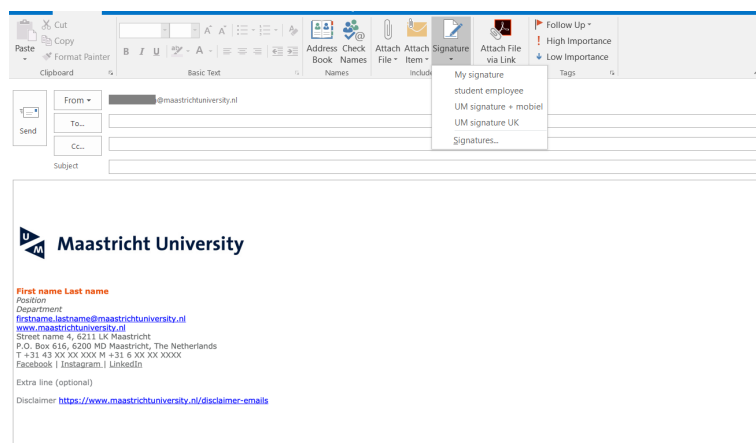 Cut
Copy
Format Painter
Paste
Clipboard
B I U
Basic Text
Address Book
Check Names
Names
Attach File
Attach Item
Signature
Include
Attach File via Link
Follow Up
High Importance
Low Importance
Tags
My signature
student employee
UM signature + mobiel
UM signature UK
Signatures...
Send
From
@maastrichtuniversity.nl
To...
Cc...
Subject
UM
Maastricht University
First name Last name
Position
Department
firstname.lastname@maastrichtuniversity.nl
www.maastrichtuniversity.nl
Street name 4, 6211 LK Maastricht
P.O. Box 616, 6200 MD Maastricht, The Netherlands
T +31 43 XX XX XXX M +31 6 XX XX XXXX
Facebook | Instagram | LinkedIn
Extra line (optional)
Disclaimer https://www.maastrichtuniversity.nl/disclaimer-emails